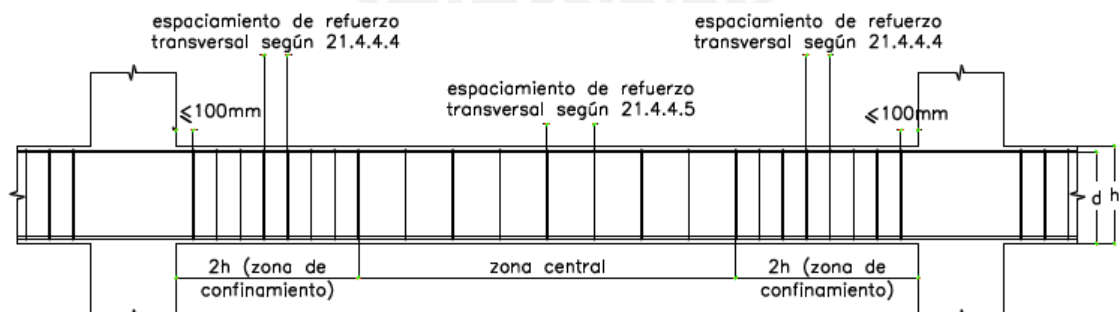 espaciamiento de refuerzo
transversal según 21.4.4.4
espaciamiento de refuerzo
transversal según 21.4.4.4
espaciamiento de refuerzo
transversal según 21.4.4.5
⩽100mm
⩽100mm
d
h
2h (zona de
confinamiento)
zona central
2h (zona de
confinamiento)